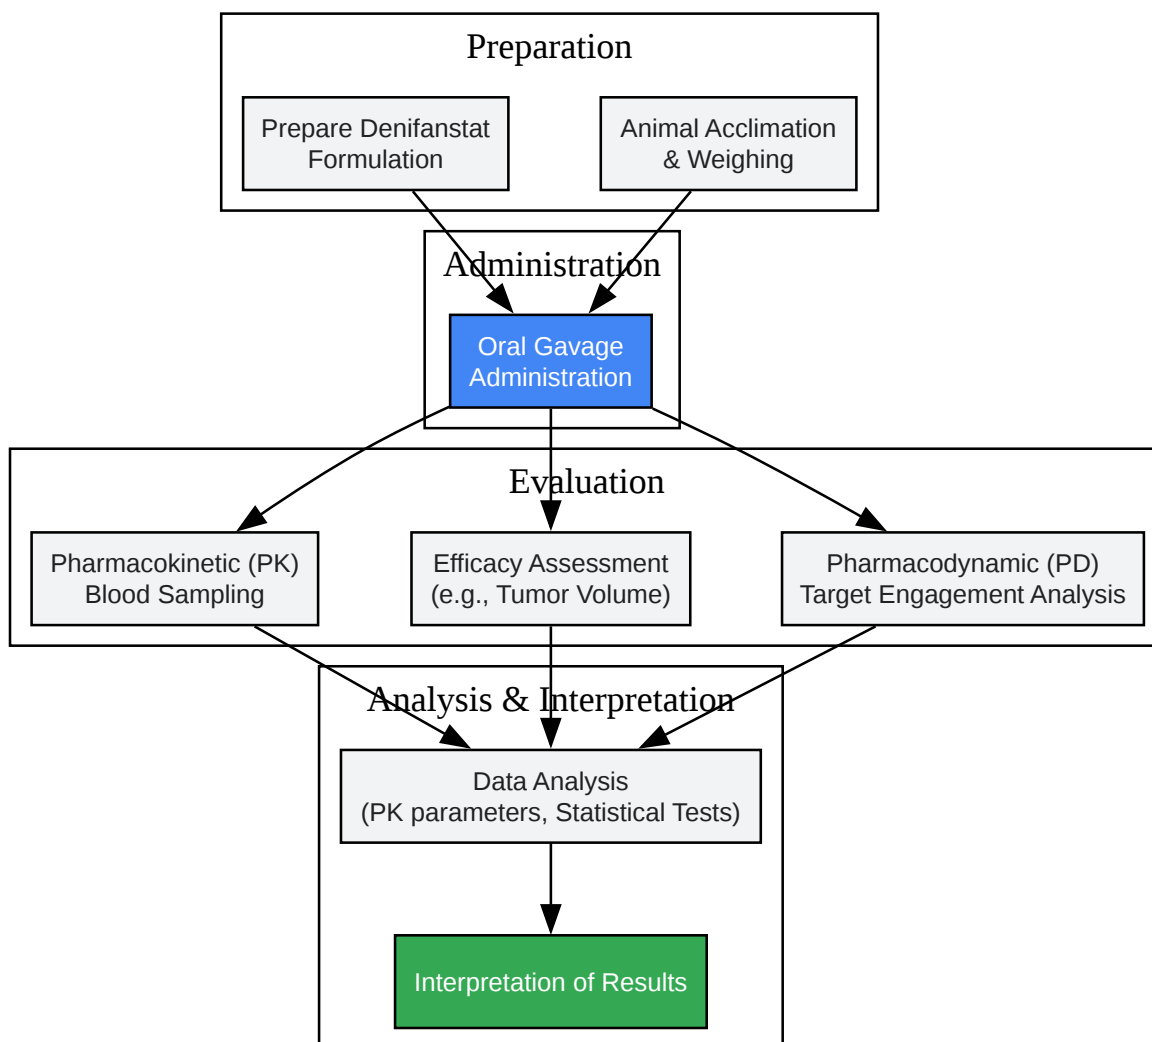 Preparation
Prepare Denifanstat
Formulation
Animal Acclimation
& Weighing
Administration
Oral Gavage
Administration
Evaluation
Pharmacokinetic (PK)
Blood Sampling
Efficacy Assessment
(e.g., Tumor Volume)
Pharmacodynamic (PD)
Target Engagement Analysis
Analysis & Interpretation
Data Analysis
(PK parameters, Statistical Tests)
Interpretation of Results